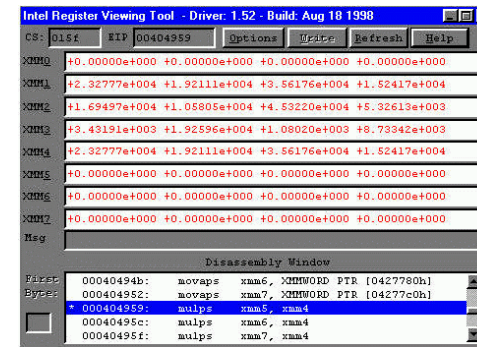 Intel Register Viewing Tool - Driver: 1.52 - Build: Aug 18 1998
CS: 015f EIP 00404959 Options Write Refresh Help
XMM0 +0.00000e+000 +0.00000e+000 +0.00000e+000 +0.00000e+000
XMM1 +2.32777e+004 +1.92111e+004 +3.56176e+004 +1.52417e+004
XMM2 +1.69497e+004 +1.05805e+004 +4.53220e+004 +5.32613e+003
XMM3 +3.43191e+003 +1.92596e+004 +1.08020e+003 +8.73342e+003
XMM4 +2.32777e+004 +1.92111e+004 +3.56176e+004 +1.52417e+004
XMM5 +0.00000e+000 +0.00000e+000 +0.00000e+000 +0.00000e+000
XMM6 +0.00000e+000 +0.00000e+000 +0.00000e+000 +0.00000e+000
XMM7 +0.00000e+000 +0.00000e+000 +0.00000e+000 +0.00000e+000
Msg
Disassembly Window
First Byte:
00040494b: movaps xmm6, XMMWORD PTR [0427780h]
000404952: movaps xmm7, XMMWORD PTR [04277c0h]
* 000404959: mulps xmm5, xmm4
00040495c: mulps xmm6, xmm4
00040495f: mulps xmm7, xmm4